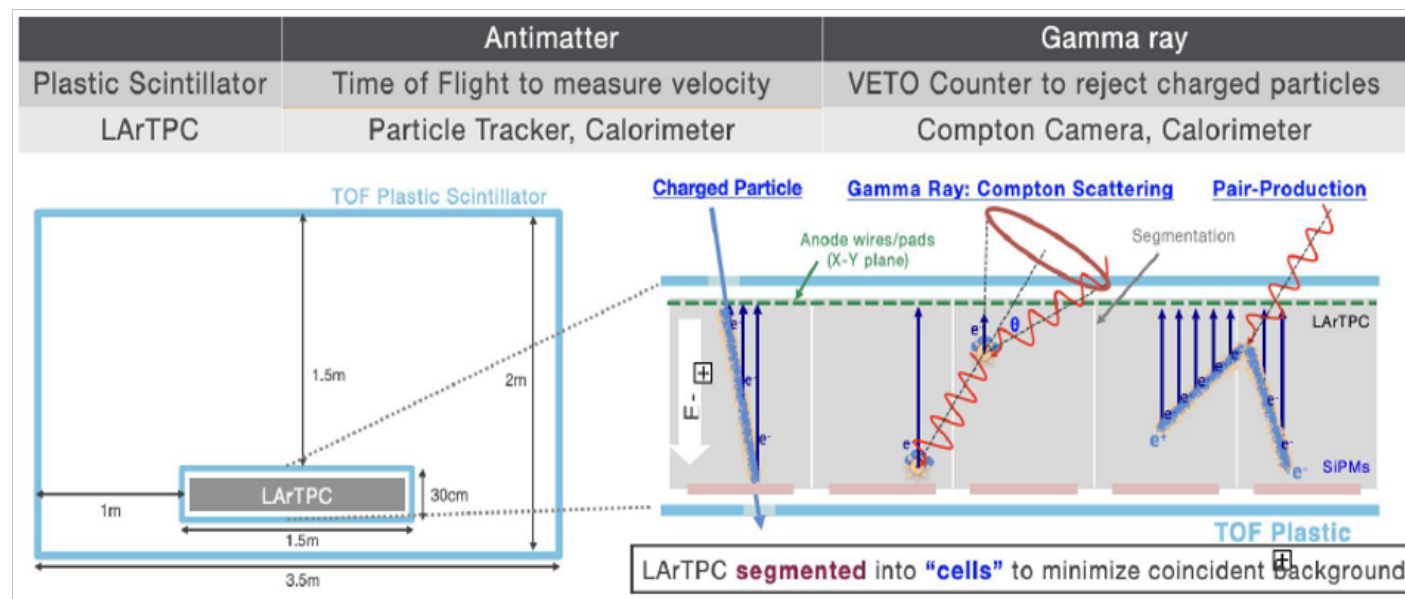 Antimatter
Gamma ray
Plastic Scintillator
Time of Flight to measure velocity
VETO Counter to reject charged particles
LArTPC
Particle Tracker, Calorimeter
Compton Camera, Calorimeter
TOF Plastic Scintillator
1.5m
2m
LArTPC
30cm
1m
1.5m
3.5m
Charged Particle
Gamma Ray: Compton Scattering
Pair-Production
Anode wires/pads
(X-Y plane)
Segmentation
LArTPC
θ
e-
e-
e-
e-
e-
e-
e-
e-
e-
e+
e-
SiPMs
TOF Plastic
LArTPC segmented into “cells” to minimize coincident background